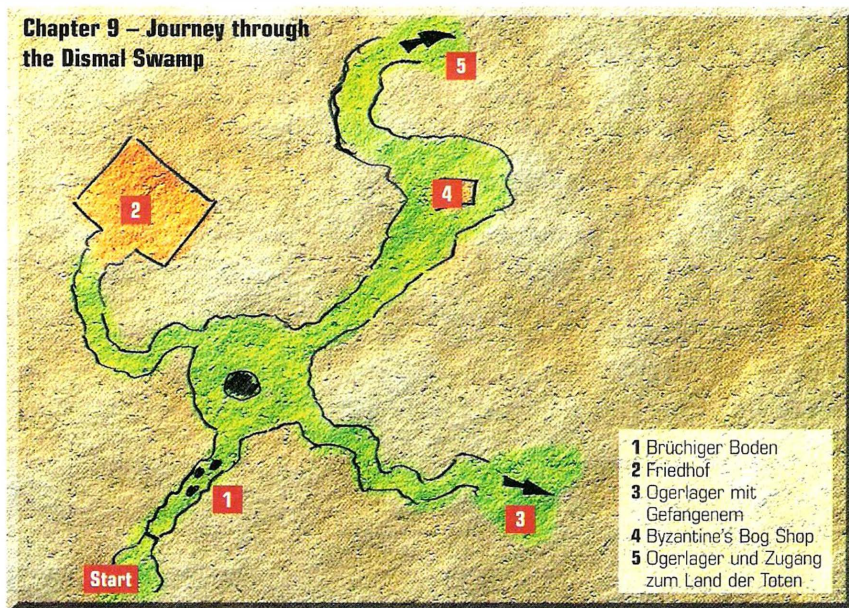 Chapter 9 – Journey through
the Dismal Swamp
5
2
4
1
3
Start
1 Brüchiger Boden
2 Friedhof
3 Ogerlager mit
Gefangenem
4 Byzantine's Bog Shop
5 Ogerlager und Zugang
zum Land der Toten